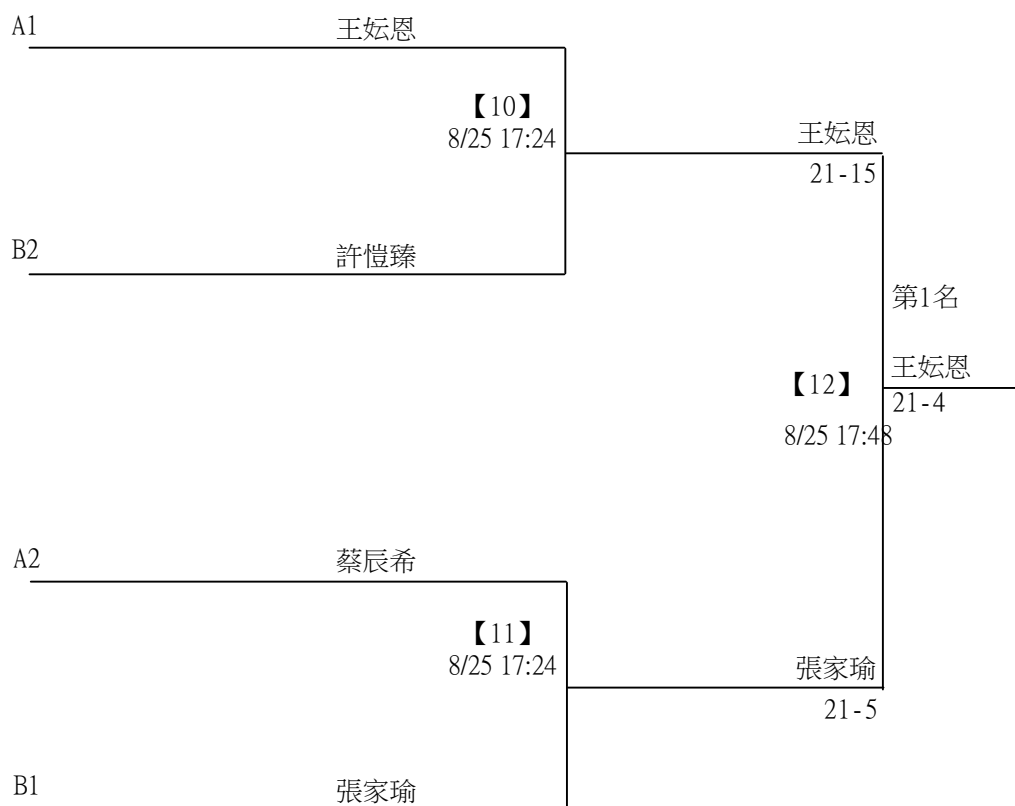 A1
王妘恩
【10】
8/25 17:24
王妘恩
21-15
B2
許愷臻
第1名
王妘恩
【12】
21-4
8/25 17:48
A2
蔡辰希
【11】
8/25 17:24
張家瑜
21-5
B1
張家瑜